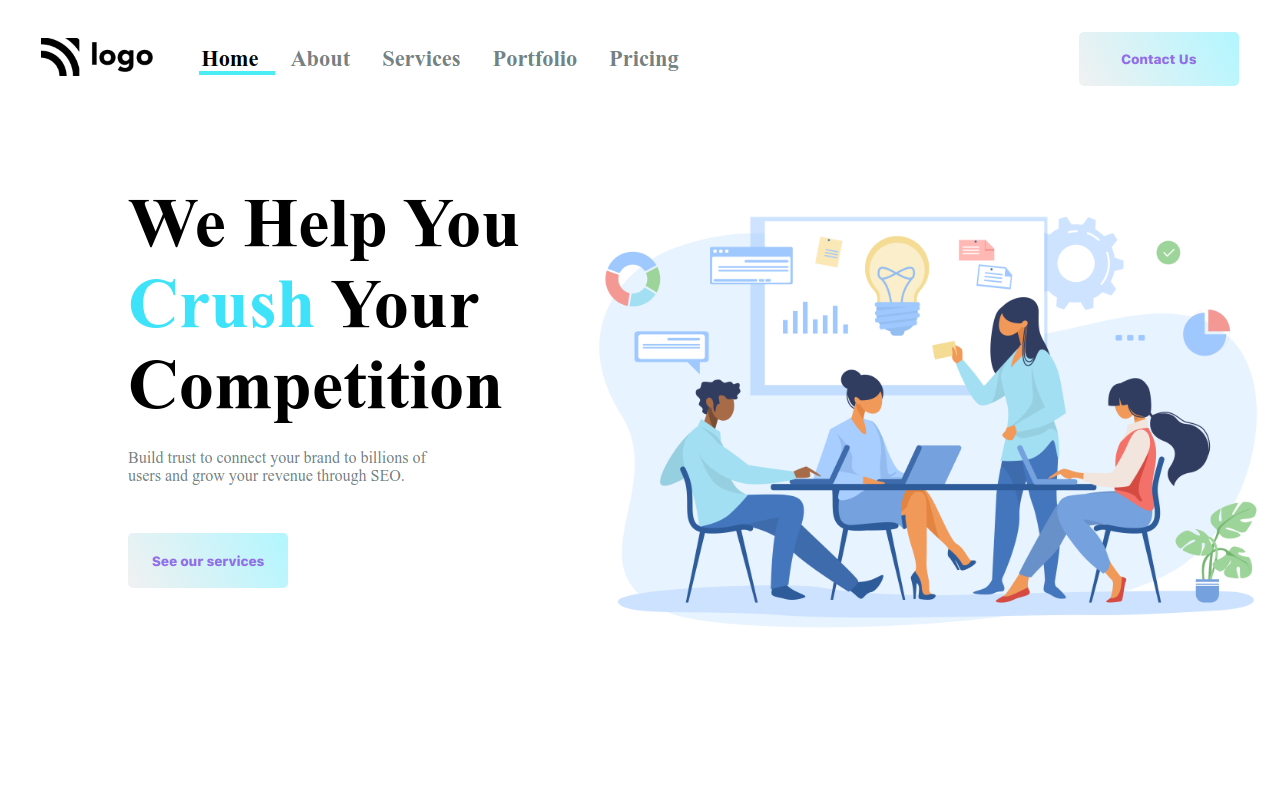 logo
Home About Services Portfolio Pricing
Contact Us
We Help You
Crush Your
Competition
Build trust to connect your brand to billions of
users and grow your revenue through SEO.
See our services